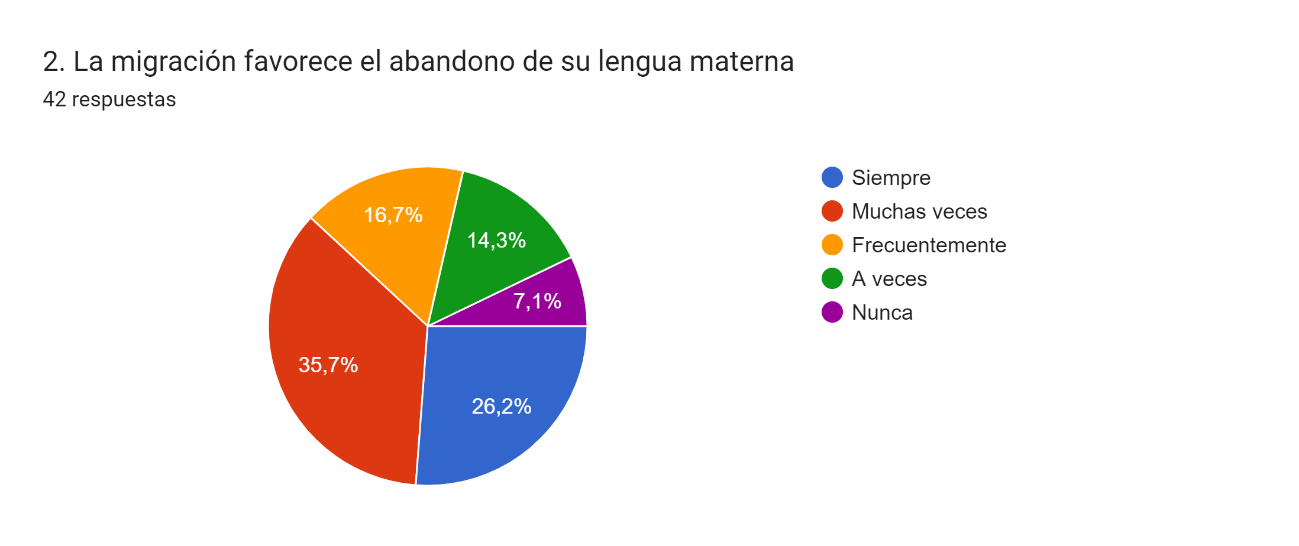 2. La migración favorece el abandono de su lengua materna
42 respuestas
Siempre
Muchas veces
Frecuentemente
A veces
Nunca
16,7%
14,3%
7,1%
35,7%
26,2%